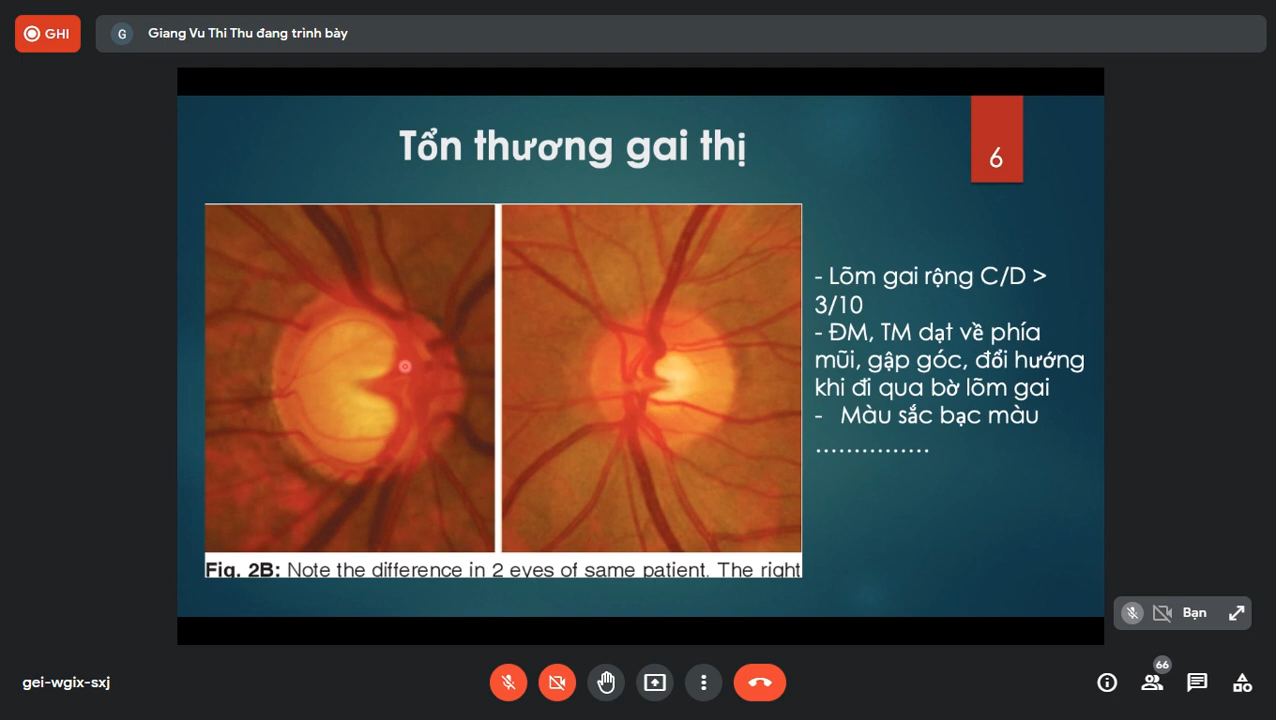 GHI
G
Giang Vu Thi Thu đang trình bày
Tổn thương gai thị
6
- Lõm gai rộng C/D >
3/10
- ĐM, TM dạt về phía
mũi, gập góc, đổi hướng
khi đi qua bờ lõm gai
- Màu sắc bạc màu
...............
Fig. 2B: Note the difference in 2 eyes of same patient. The right
Bạn
gei-wgix-sxj
66